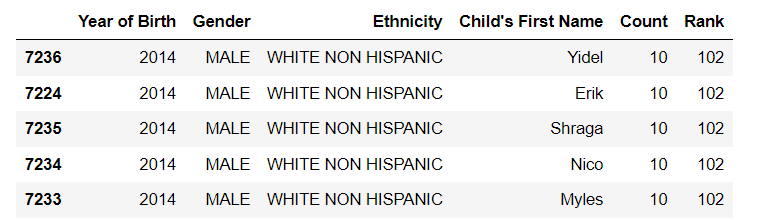 Year of Birth Gender Ethnicity Child's First Name Count Rank
7236 2014 MALE WHITE NON HISPANIC Yidel 10 102
7224 2014 MALE WHITE NON HISPANIC Erik 10 102
7235 2014 MALE WHITE NON HISPANIC Shraga 10 102
7234 2014 MALE WHITE NON HISPANIC Nico 10 102
7233 2014 MALE WHITE NON HISPANIC Myles 10 102